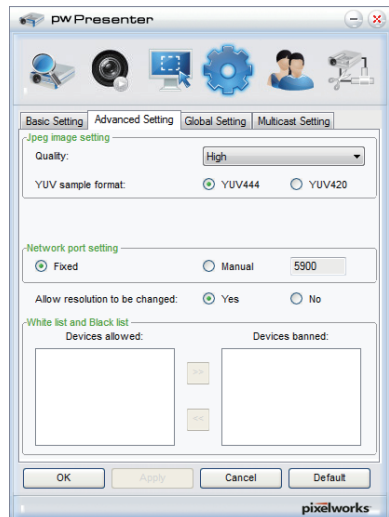 pwPresenter
Basic Setting Advanced Setting Global Setting Multicast Setting
Jpeg image setting
Quality: High
YUV sample format: YUV444 YUV420
Network port setting
Fixed Manual 5900
Allow resolution to be changed: Yes No
White list and Black list
Devices allowed: Devices banned:
>>
<<
OK Apply Cancel Default
pixelworks